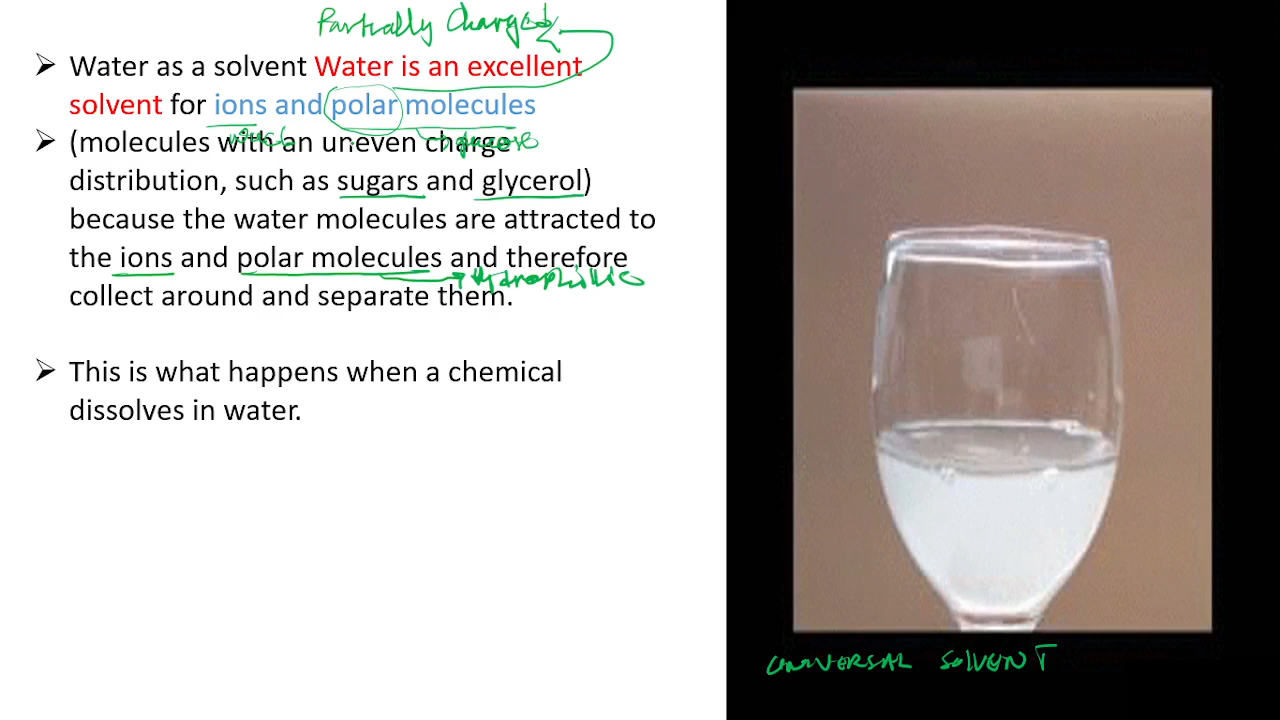 Partially Charged
➢ Water as a solvent Water is an excellent
solvent for ions and polar molecules
➢ (molecules with an uneven charge
glucose
distribution, such as sugars and glycerol)
because the water molecules are attracted to
the ions and polar molecules and therefore
Hydrophilic
collect around and separate them.
➢ This is what happens when a chemical
dissolves in water.
UNIVERSAL SOLVENT